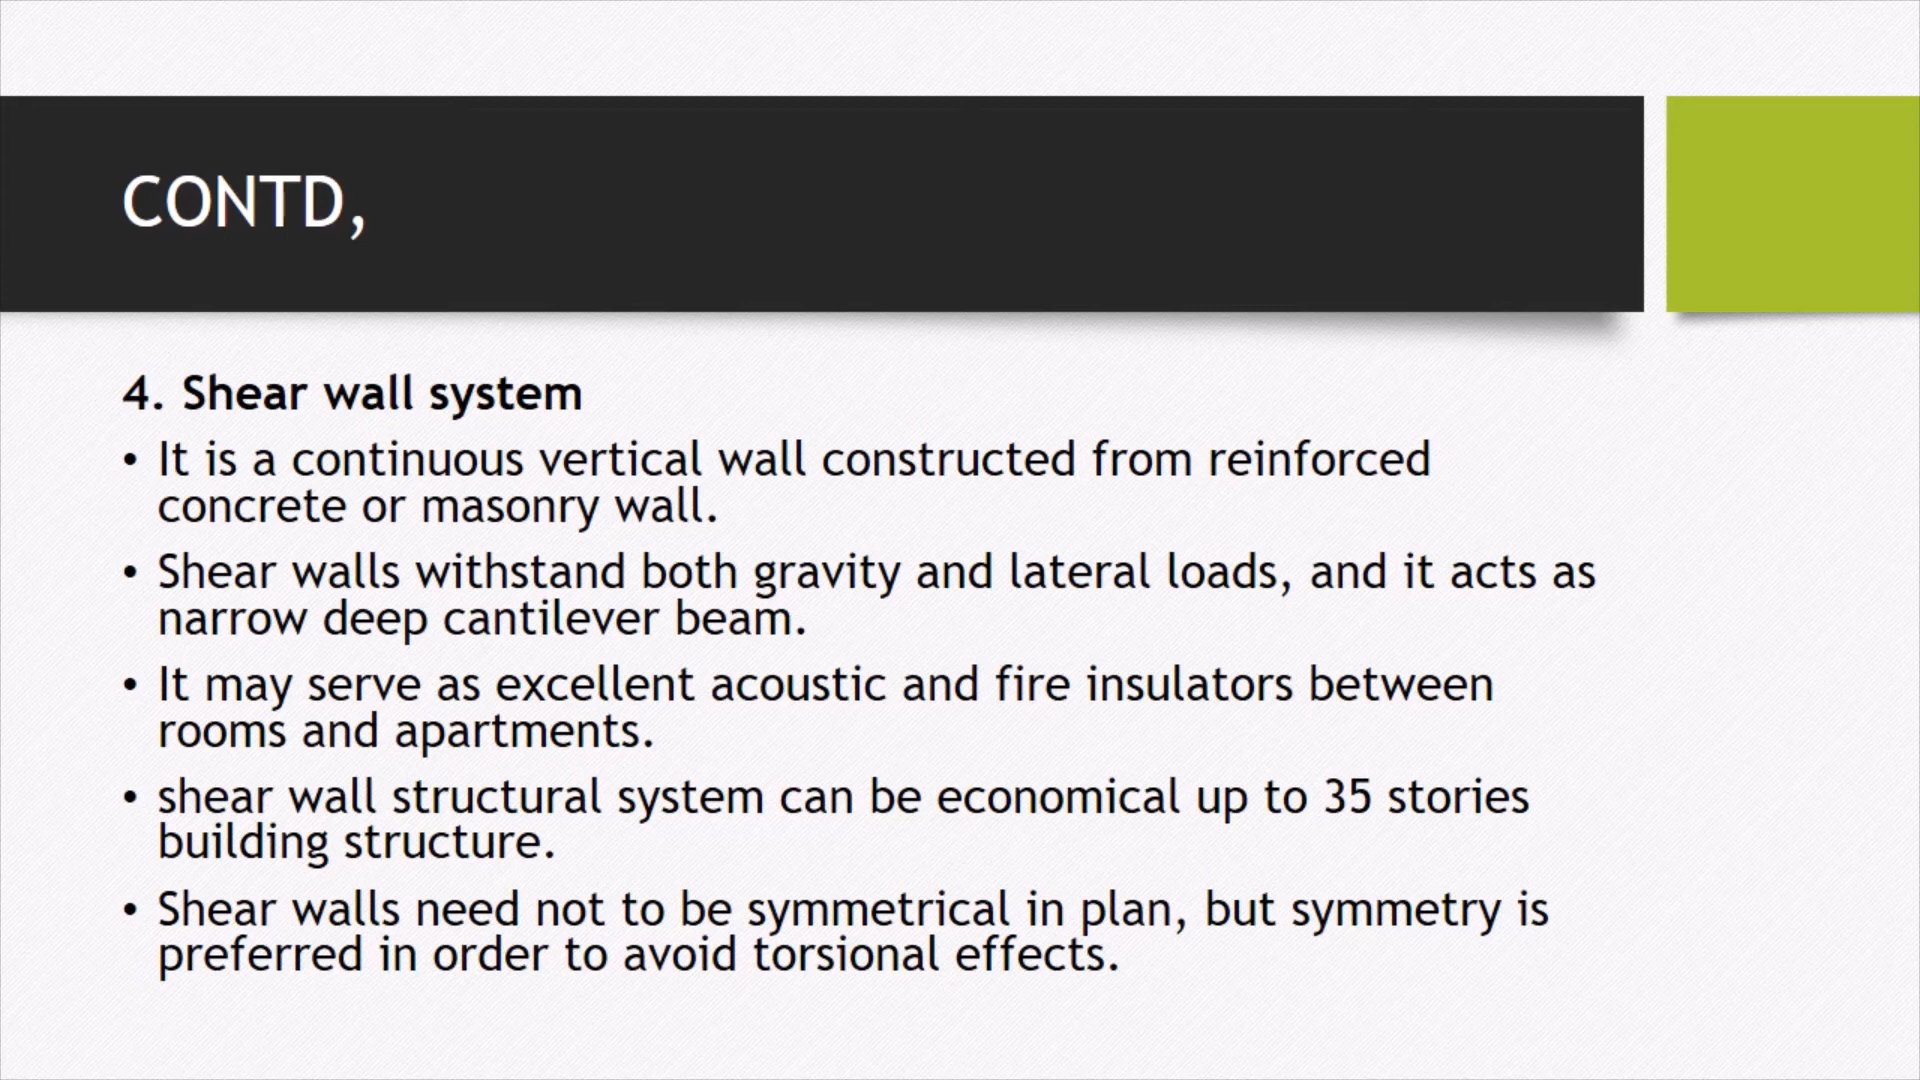 CONTD,
4. Shear wall system
• It is a continuous vertical wall constructed from reinforced
concrete or masonry wall.
• Shear walls withstand both gravity and lateral loads, and it acts as
narrow deep cantilever beam.
• It may serve as excellent acoustic and fire insulators between
rooms and apartments.
• shear wall structural system can be economical up to 35 stories
building structure.
• Shear walls need not to be symmetrical in plan, but symmetry is
preferred in order to avoid torsional effects.